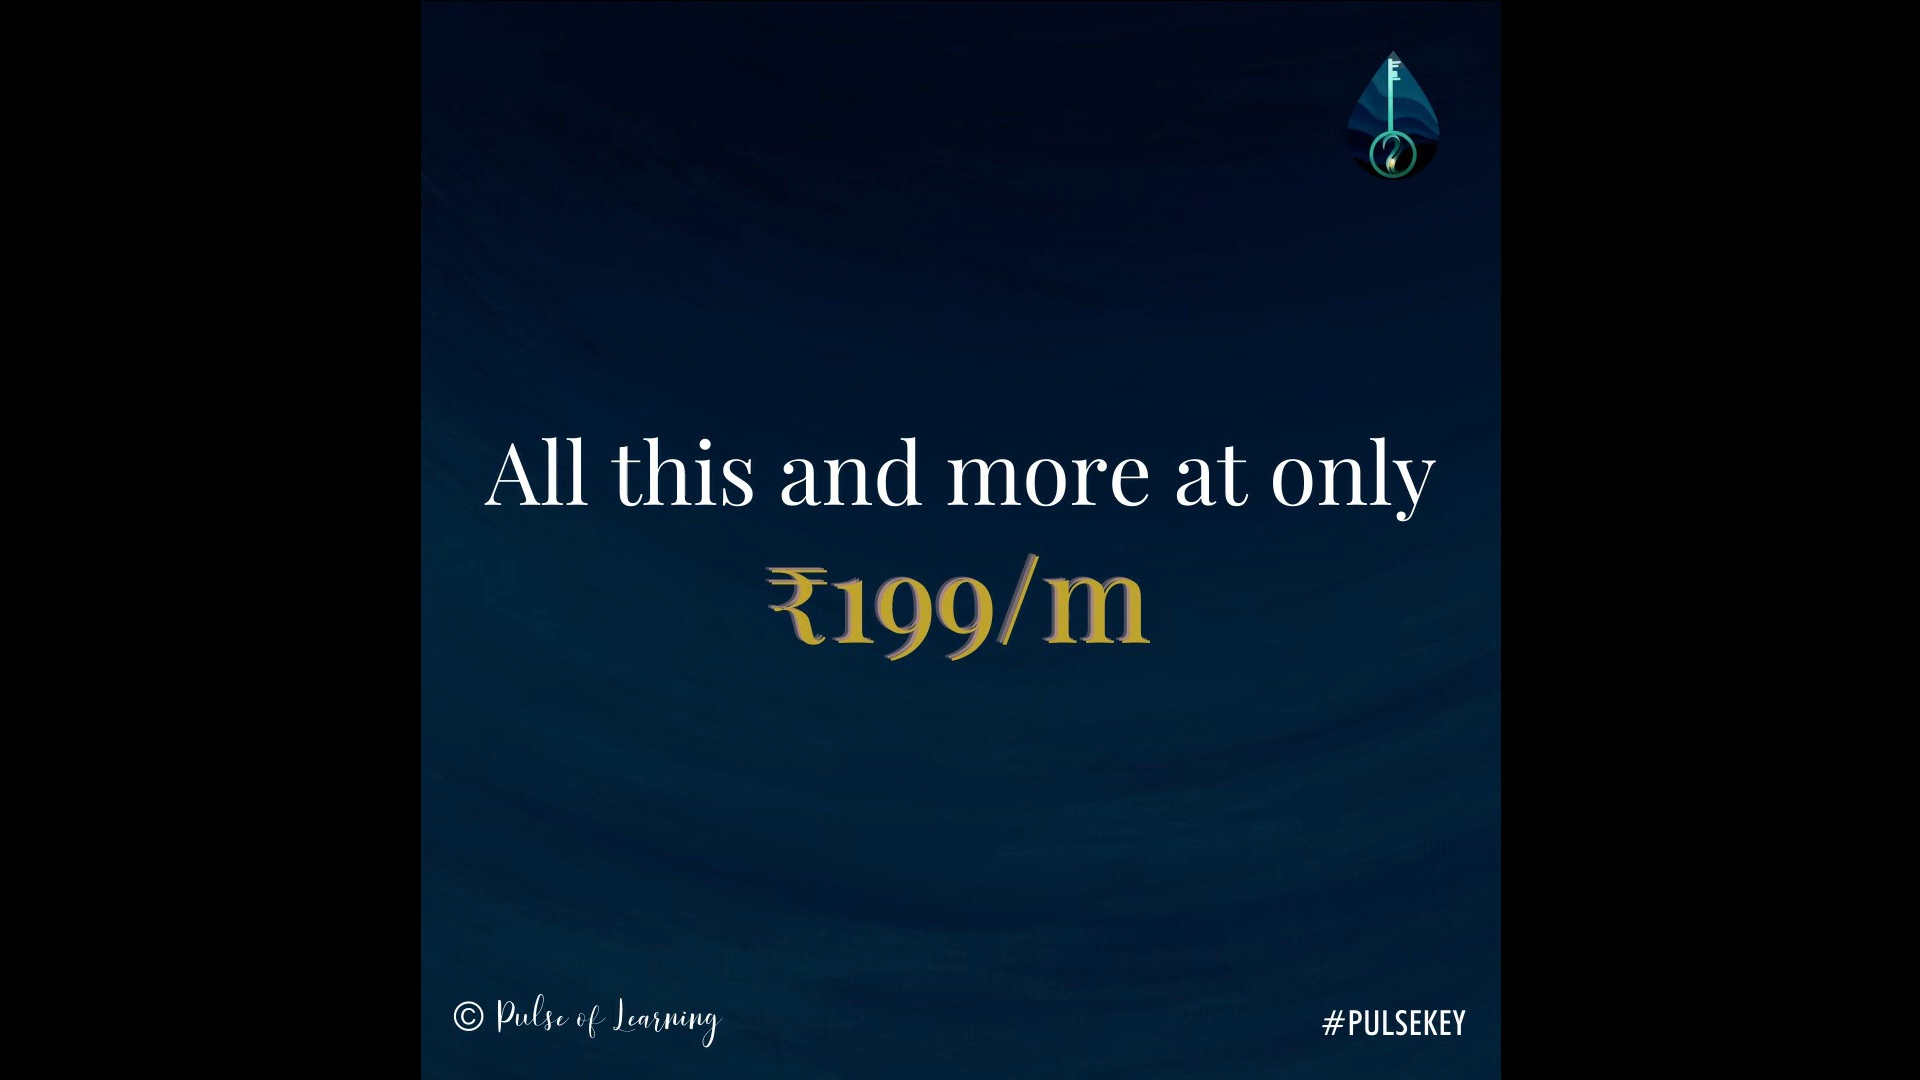 All this and more at only
₹199/m
© Pulse of Learning
#PULSEKEY